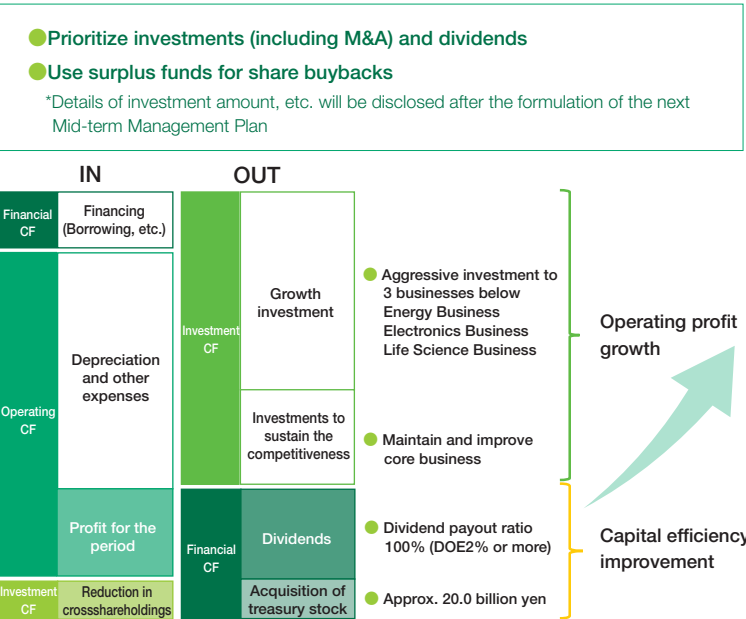 Prioritize investments (including M&A) and dividends
Use surplus funds for share buybacks
*Details of investment amount, etc. will be disclosed after the formulation of the next
Mid-term Management Plan
IN
OUT
Financial
CF
Financing
(Borrowing, etc.)
Operating
CF
Depreciation
and other
expenses
Profit for the
period
Investment
CF
Reduction in
crossshareholdings
Investment
CF
Growth
investment
Investments to
sustain the
competitiveness
Financial
CF
Dividends
Acquisition of
treasury stock
Aggressive investment to
3 businesses below
Energy Business
Electronics Business
Life Science Business
Maintain and improve
core business
Dividend payout ratio
100% (DOE2% or more)
Approx. 20.0 billion yen
Operating profit
growth
Capital efficiency
improvement